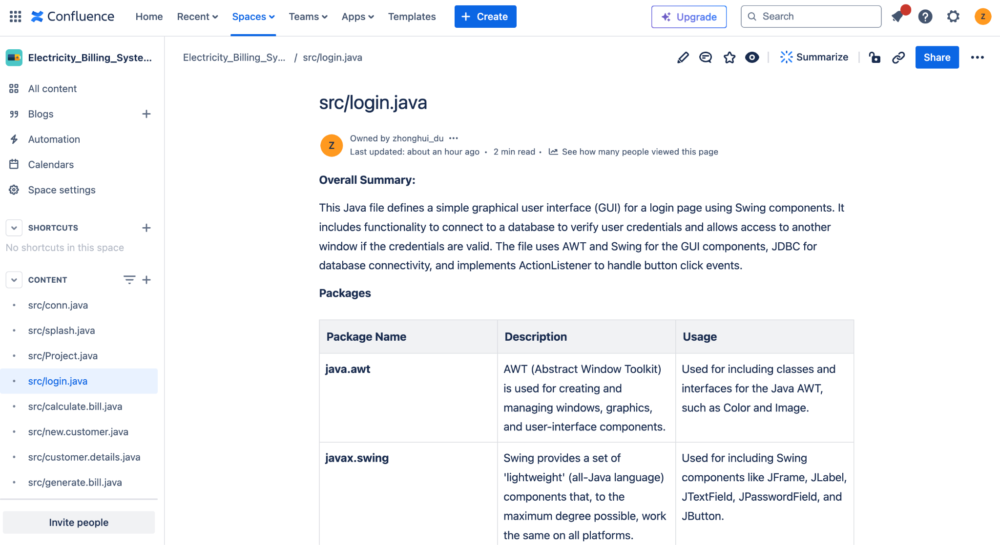 Confluence Home Recent Spaces Teams Apps Templates + Create Upgrade Search Z
Electricity_Billing_Syste...
All content
Blogs
Automation
Calendars
Space settings
SHORTCUTS
No shortcuts in this space
CONTENT
src/conn.java
src/splash.java
src/Project.java
src/login.java
src/calculate.bill.java
src/new.customer.java
src/customer.details.java
src/generate.bill.java
Invite people
Electricity_Billing_Sy... / src/login.java Summarize Share
src/login.java
Z
Owned by zhonghui_du
Last updated: about an hour ago • 2 min read • See how many people viewed this page
Overall Summary:
This Java file defines a simple graphical user interface (GUI) for a login page using Swing components. It
includes functionality to connect to a database to verify user credentials and allows access to another
window if the credentials are valid. The file uses AWT and Swing for the GUI components, JDBC for
database connectivity, and implements ActionListener to handle button click events.
Packages
Package Name Description Usage
java.awt
AWT (Abstract Window Toolkit)
is used for creating and
managing windows, graphics,
and user-interface components.
Used for including classes and
interfaces for the Java AWT,
such as Color and Image.
javax.swing
Swing provides a set of
'lightweight' (all-Java language)
components that, to the
maximum degree possible, work
the same on all platforms.
Used for including Swing
components like JFrame, JLabel,
JTextField, JPasswordField, and
JButton.